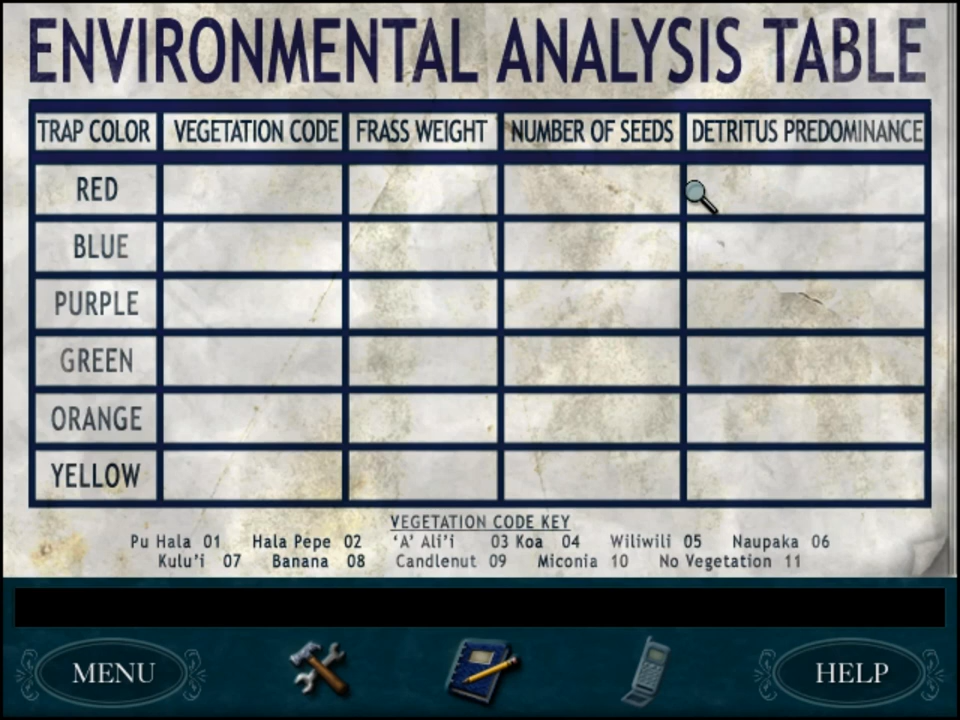 ENVIRONMENTAL ANALYSIS TABLE
TRAP COLOR VEGETATION CODE FRASS WEIGHT NUMBER OF SEEDS DETRITUS PREDOMINANCE
RED
BLUE
PURPLE
GREEN
ORANGE
YELLOW
VEGETATION CODE KEY
Pu Hala 01 Hala Pepe 02 'A' Ali'i 03 Koa 04 Wiliwili 05 Naupaka 06
Kulu'i 07 Banana 08 Candlenut 09 Miconia 10 No Vegetation 11
MENU HELP